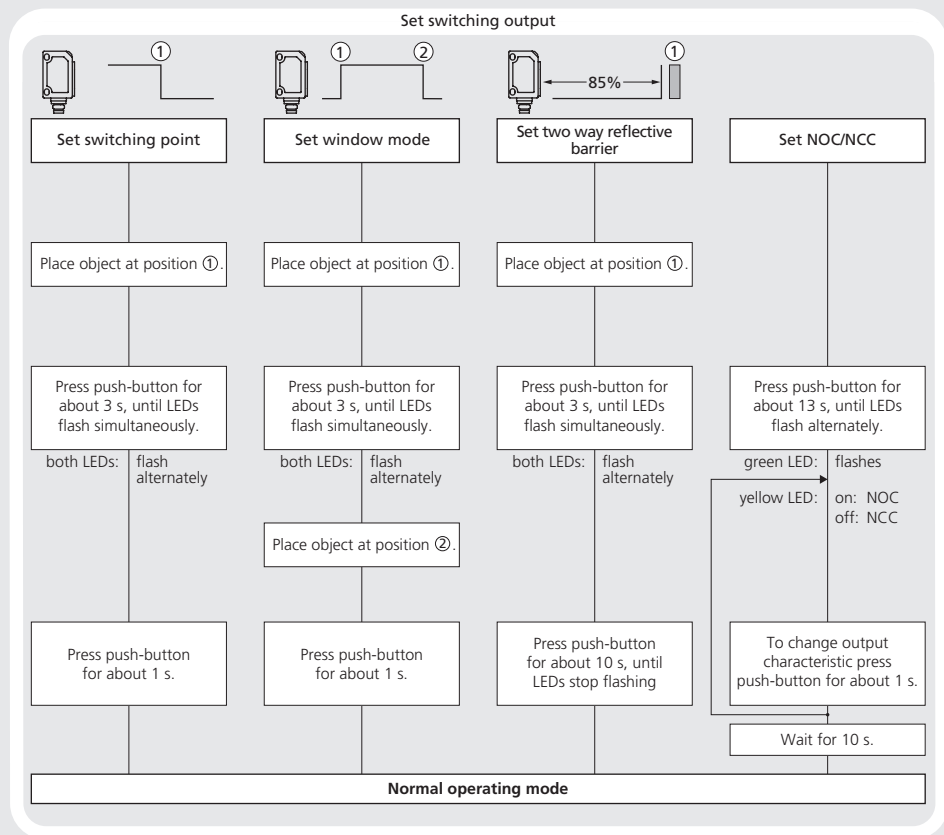 Set switching output
①
① ②
85%
①
Set switching point
Set window mode
Set two way reflective
barrier
Set NOC/NCC
Place object at position ①.
Place object at position ①.
Place object at position ①.
Press push-button for
about 3 s, until LEDs
flash simultaneously.
Press push-button for
about 3 s, until LEDs
flash simultaneously.
Press push-button for
about 3 s, until LEDs
flash simultaneously.
Press push-button for
about 13 s, until LEDs
flash alternately.
both LEDs: flash
alternately
both LEDs: flash
alternately
both LEDs: flash
alternately
green LED: flashes
yellow LED: on: NOC
off: NCC
Place object at position ②.
Press push-button
for about 1 s.
Press push-button
for about 1 s.
Press push-button
for about 10 s, until
LEDs stop flashing
To change output
characteristic press
push-button for about 1 s.
Wait for 10 s.
Normal operating mode